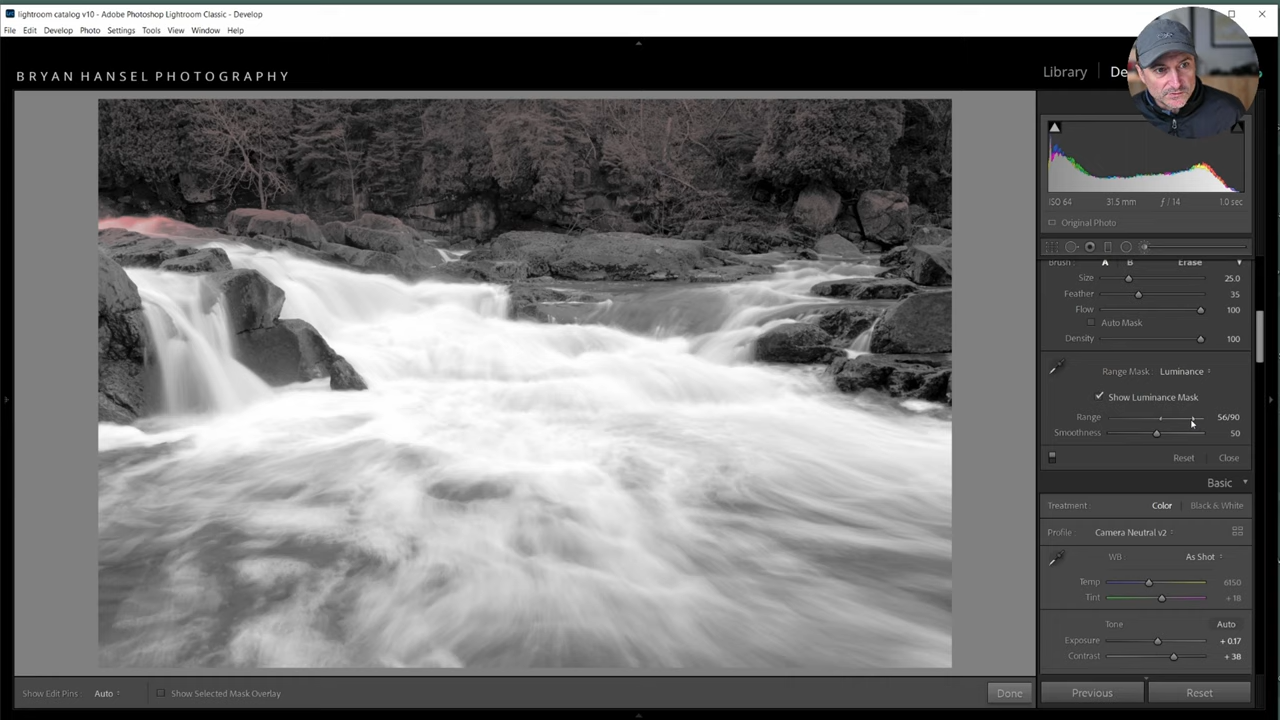 lightroom catalog v10 - Adobe Photoshop Lightroom Classic - Develop
File Edit Develop Photo Settings Tools View Window Help
BRYAN HANSEL PHOTOGRAPHY
Library De
ISO 64 31.5 mm ƒ / 14 1.0 sec
Original Photo
Brush : A B Erase
Size 25.0
Feather 35
Flow 100
Auto Mask
Density 100
Range Mask : Luminance
Show Luminance Mask
Range 56/90
Smoothness 50
Reset Close
Basic
Treatment : Color Black & White
Profile : Camera Neutral v2
WB As Shot
Temp 6150
Tint + 18
Tone Auto
Exposure + 0.17
Contrast + 38
Show Edit Pins : Auto Show Selected Mask Overlay Done Previous Reset